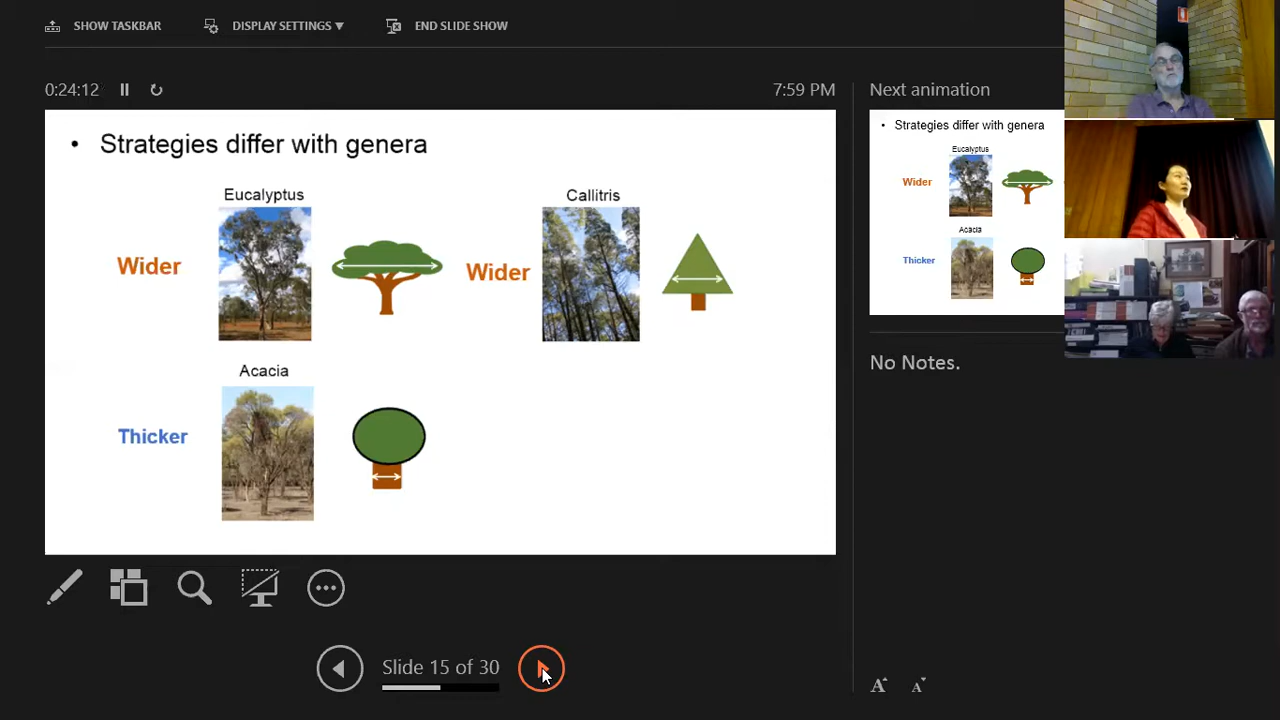 SHOW TASKBAR
DISPLAY SETTINGS ▼
END SLIDE SHOW
0:24:12
7:59 PM
• Strategies differ with genera
Eucalyptus
Callitris
Wider
Wider
Acacia
Thicker
Next animation
• Strategies differ with genera
Eucalyptus
Wider
Acacia
Thicker
No Notes.
Slide 15 of 30
A A